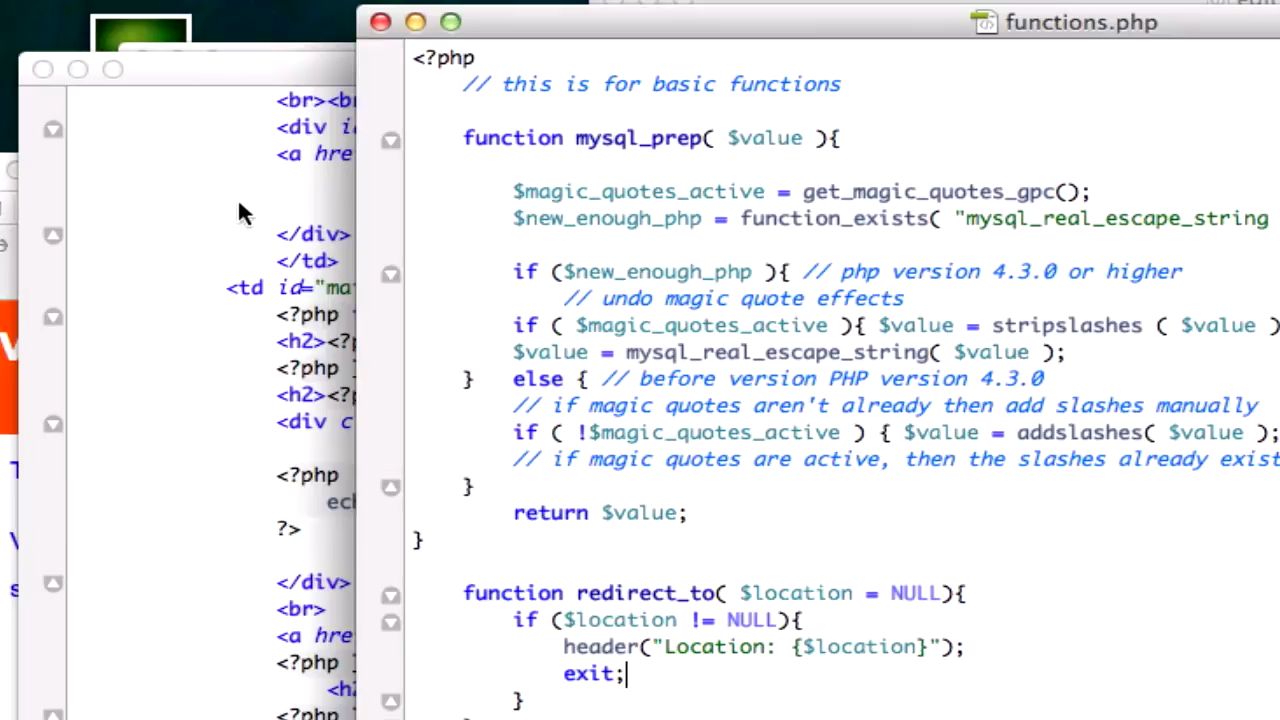 functions.php
<?php
// this is for basic functions
function mysql_prep( $value ){
$magic_quotes_active = get_magic_quotes_gpc();
$new_enough_php = function_exists( "mysql_real_escape_string
if ($new_enough_php ){ // php version 4.3.0 or higher
// undo magic quote effects
if ( $magic_quotes_active ){ $value = stripslashes ( $value )
$value = mysql_real_escape_string( $value );
} else { // before version PHP version 4.3.0
// if magic quotes aren't already then add slashes manually
if ( !$magic_quotes_active ) { $value = addslashes( $value );
// if magic quotes are active, then the slashes already exist
}
return $value;
}
function redirect_to( $location = NULL){
if ($location != NULL){
header("Location: {$location}");
exit;
}
<br><br
<div i
<a hre
</div>
</td>
<td id="ma
<?php
<h2><?p
<?php
<h2><?p
<div c
<?php
ech
?>
</div>
<br>
<a hre
<?php
<h2
<?php